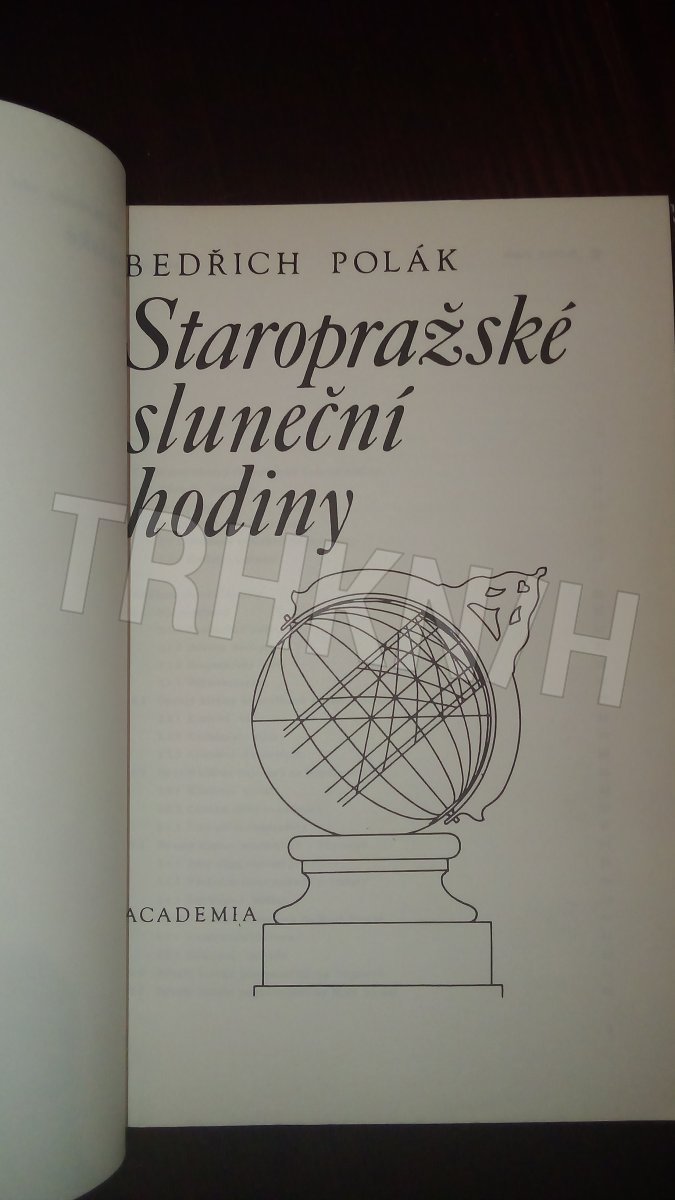 BEDŘICH POLÁK
Staropražské
sluneční
hodiny
TRHKNIH
ACADEMIA